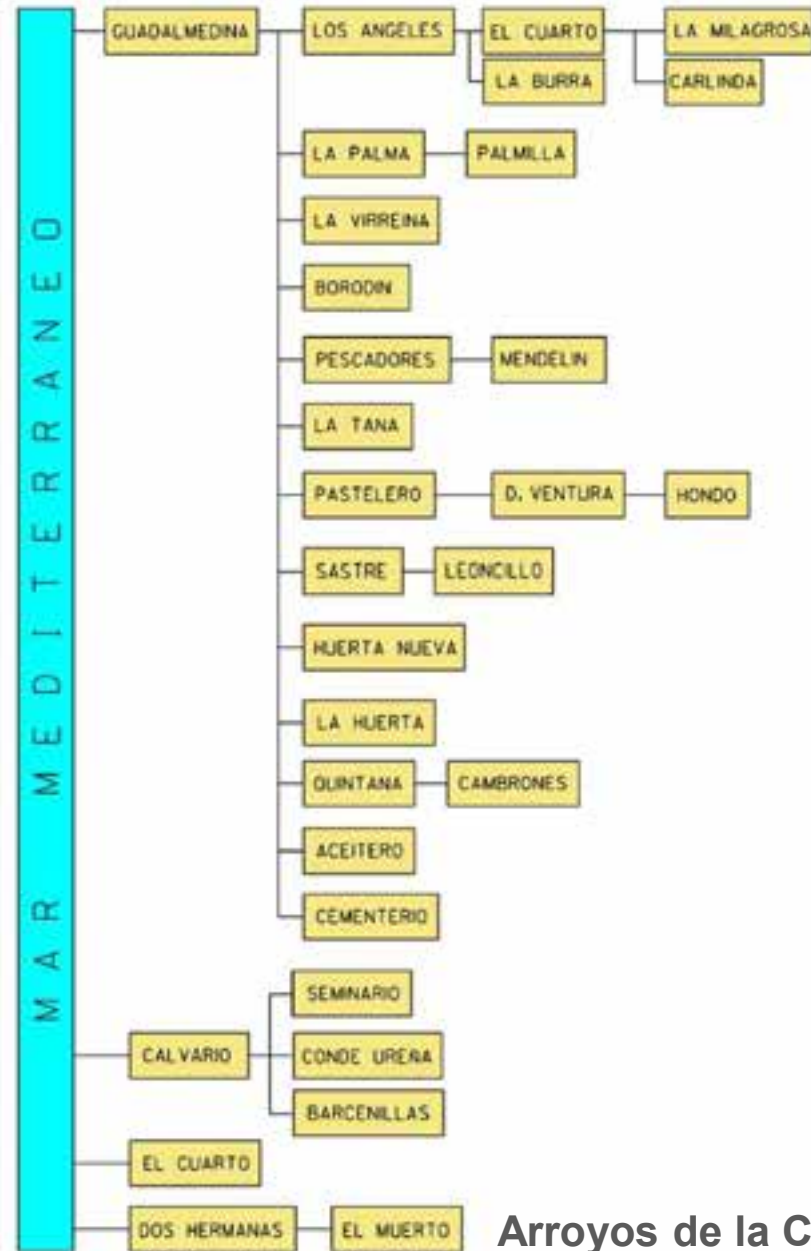 MAR MEDITERRANEO
GUADALMEDINA
LOS ANGELES
EL CUARTO
LA MILAGROSA
LA BURRA
CARLINDA
LA PALMA
PALMILLA
LA VIRREINA
BORODIN
PESCADORES
MENDELIN
LA TANA
PASTELERO
D. VENTURA
HONDO
SASTRE
LEONCILLO
HUERTA NUEVA
LA HUERTA
QUINTANA
CAMBRONES
ACEITERO
CEMENTERIO
SEMINARIO
CALVARIO
CONDE UREÑA
BARCENILLAS
EL CUARTO
DOS HERMANAS
EL MUERTO
Arroyos de la C